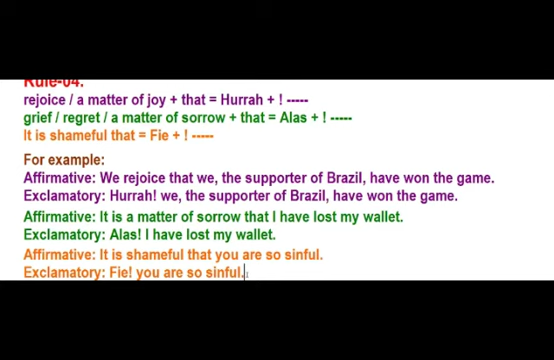 Rule-04:
rejoice / a matter of joy + that = Hurrah + ! -----
grief / regret / a matter of sorrow + that = Alas + ! -----
It is shameful that = Fie + ! -----
For example:
Affirmative: We rejoice that we, the supporter of Brazil, have won the game.
Exclamatory: Hurrah! we, the supporter of Brazil, have won the game.
Affirmative: It is a matter of sorrow that I have lost my wallet.
Exclamatory: Alas! I have lost my wallet.
Affirmative: It is shameful that you are so sinful.
Exclamatory: Fie! you are so sinful.